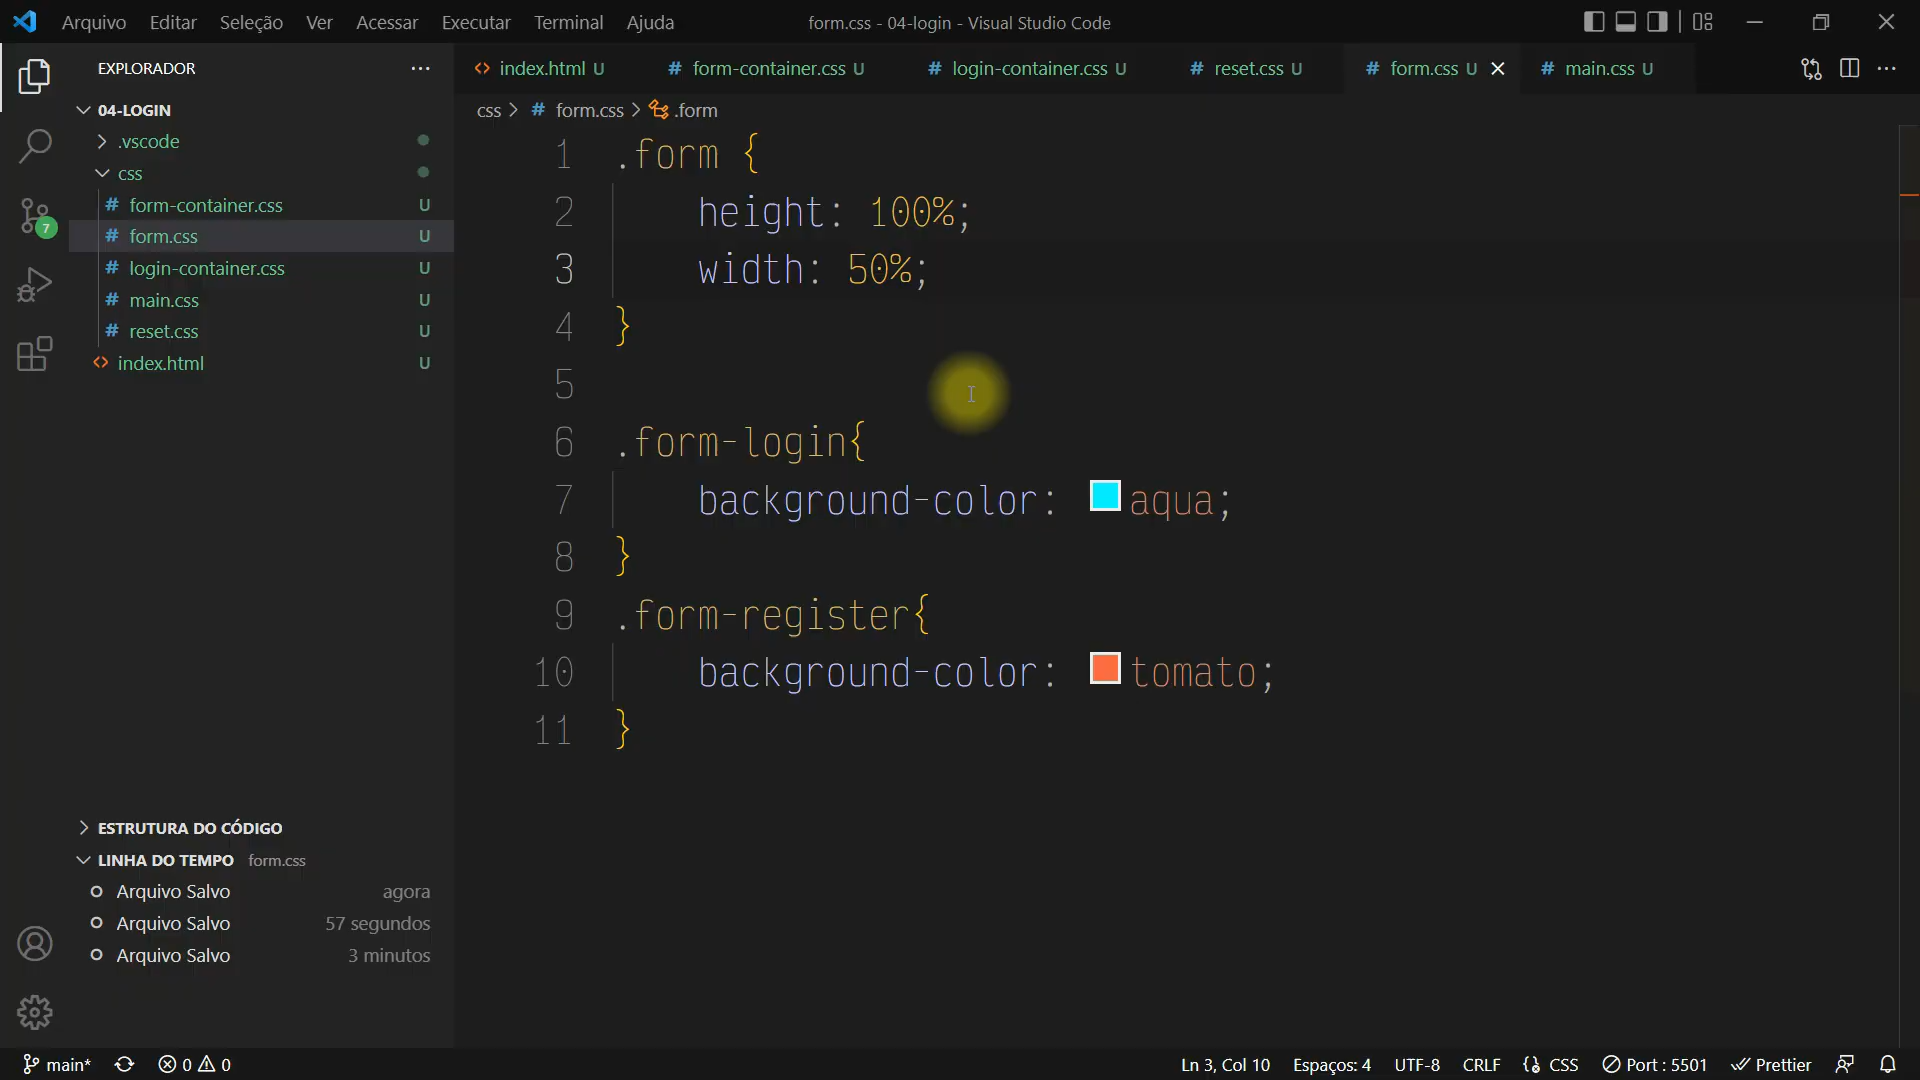 Arquivo Editar Seleção Ver Acessar Executar Terminal Ajuda form.css - 04-login - Visual Studio Code
EXPLORADOR
index.html U # form-container.css U # login-container.css U # reset.css U # form.css U # main.css U
04-LOGIN
css > # form.css > .form
.vscode
css
# form-container.css U
# form.css U
# login-container.css U
# main.css U
# reset.css U
index.html U
7
1 .form {
2 height: 100%;
3 width: 50%;
4 }
5
6 .form-login{
7 background-color: aqua;
8 }
9 .form-register{
10 background-color: tomato;
11 }
ESTRUTURA DO CÓDIGO
LINHA DO TEMPO form.css
Arquivo Salvo agora
Arquivo Salvo 57 segundos
Arquivo Salvo 3 minutos
main* 0 0 Ln 3, Col 10 Espaços: 4 UTF-8 CRLF CSS Port : 5501 Prettier